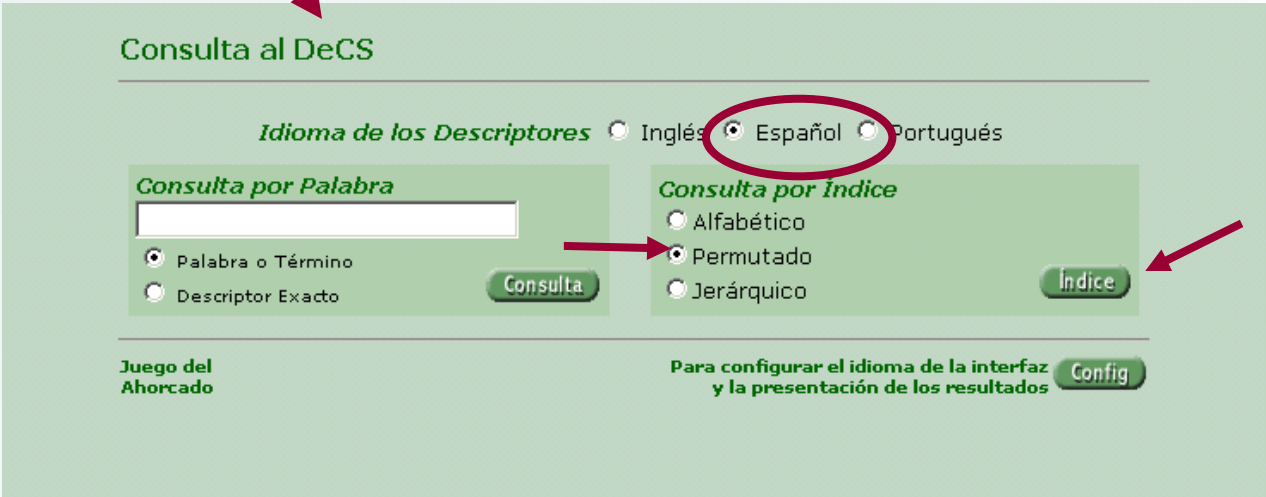 Consulta al DeCS
Idioma de los Descriptores Inglés Español Portugués
Consulta por Palabra
Palabra o Término
Descriptor Exacto
Consulta
Consulta por Índice
Alfabético
Permutado
Jerárquico
Índice
Juego del
Ahorcado
Para configurar el idioma de la interfaz
y la presentación de los resultados
Config